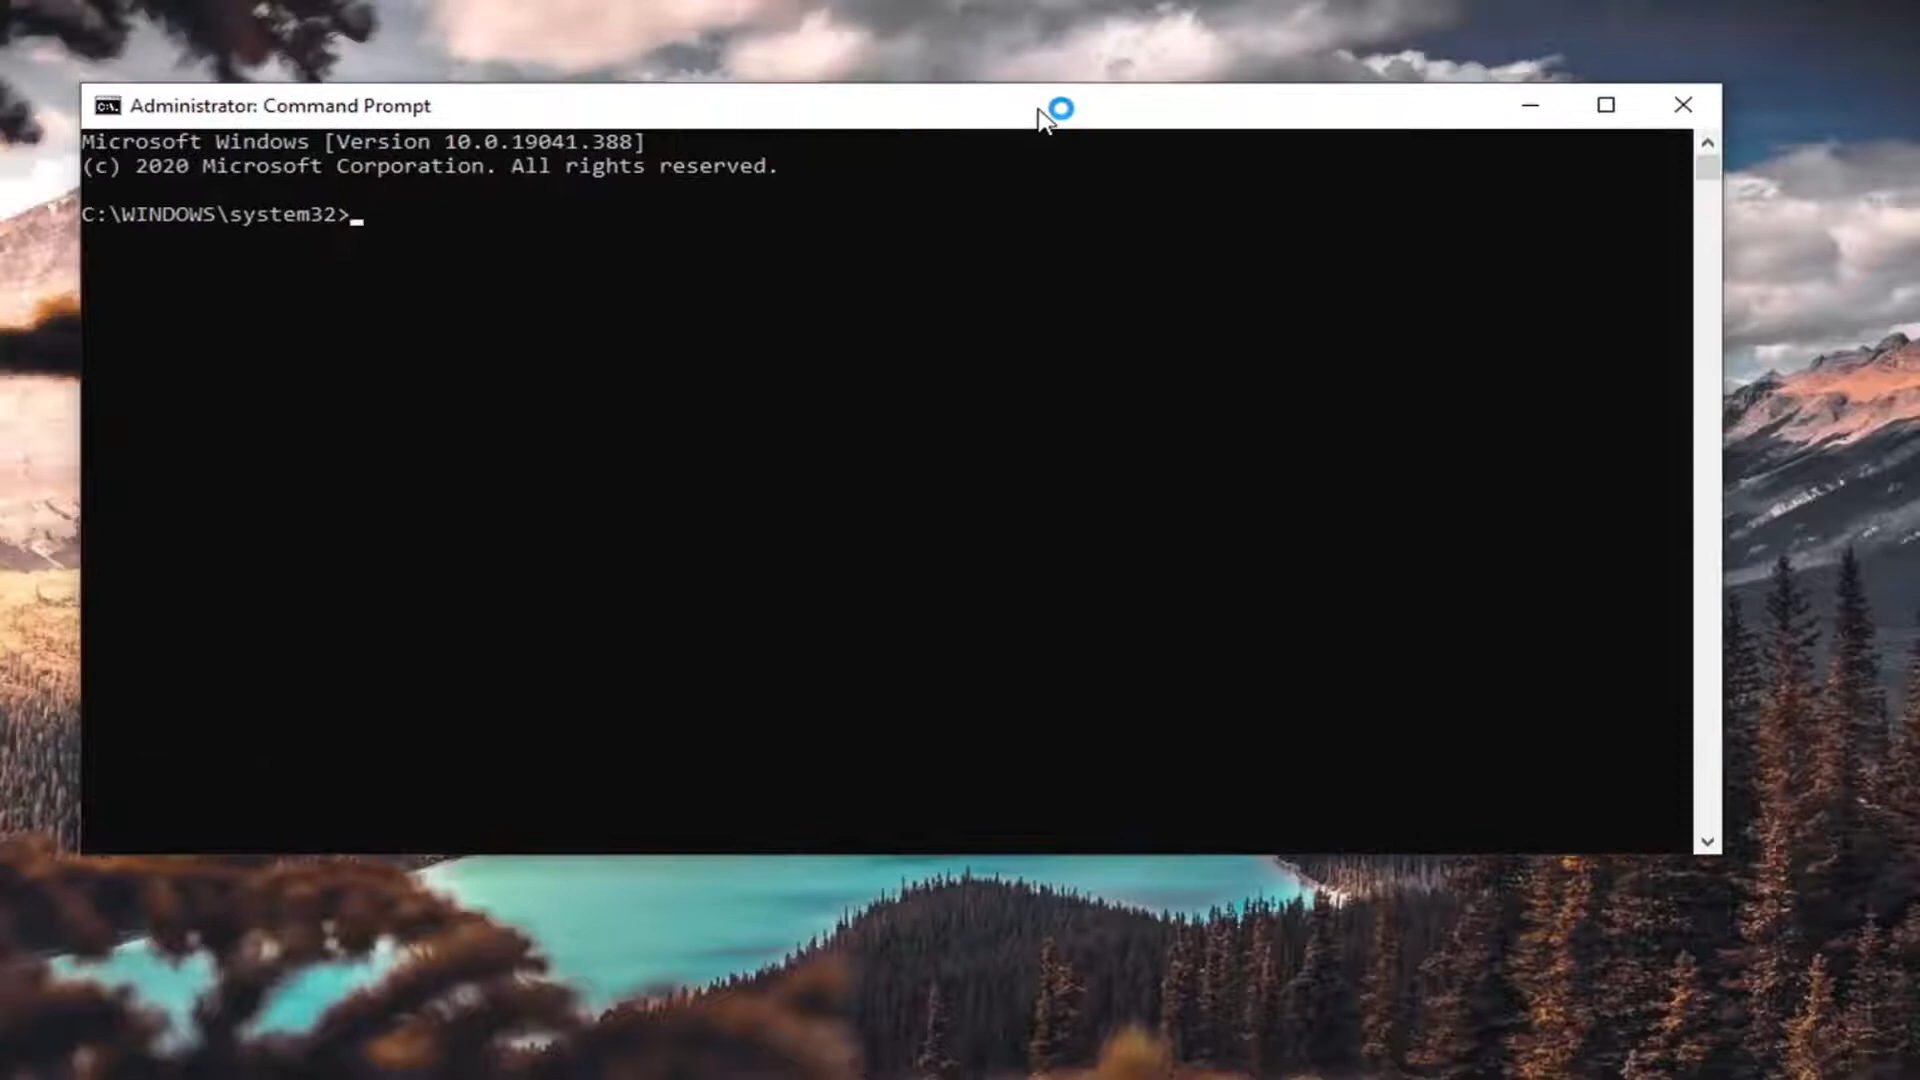 Administrator: Command Prompt
Microsoft Windows [Version 10.0.19041.388]
(c) 2020 Microsoft Corporation. All rights reserved.
C:\WINDOWS\system32>